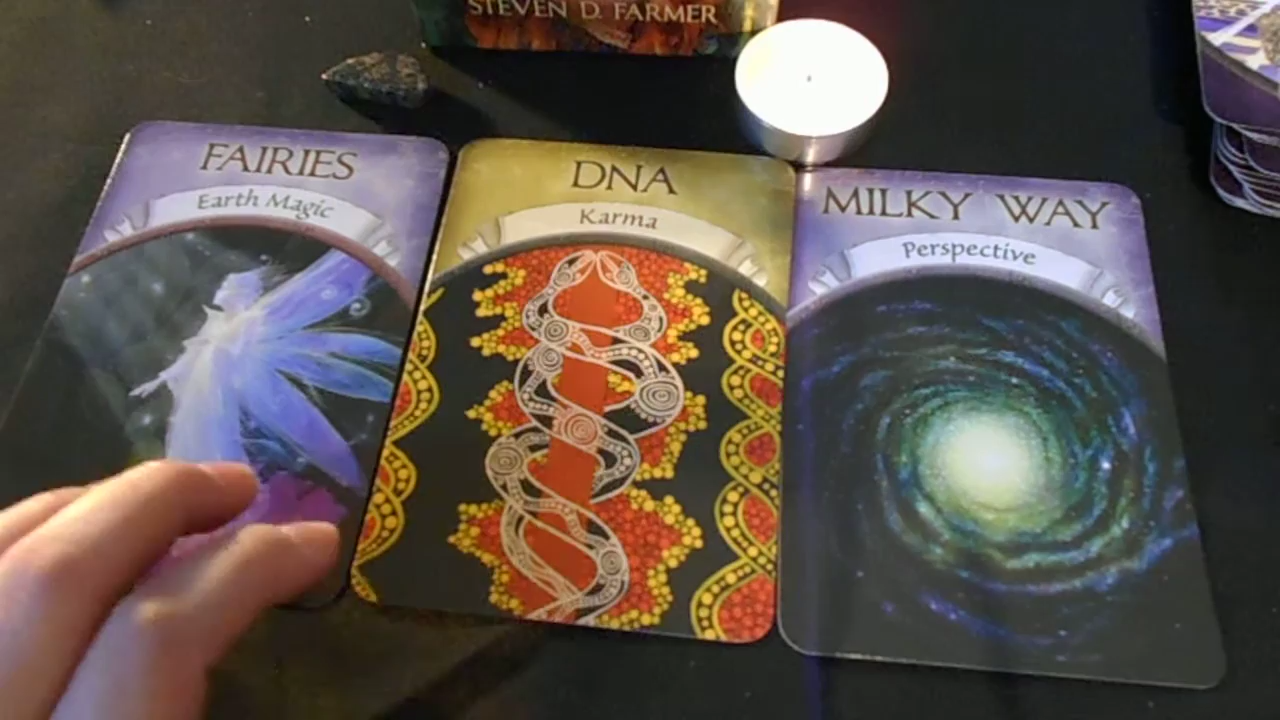 STEVEN D. FARMER
FAIRIES
Earth Magic
DNA
Karma
MILKY WAY
Perspective